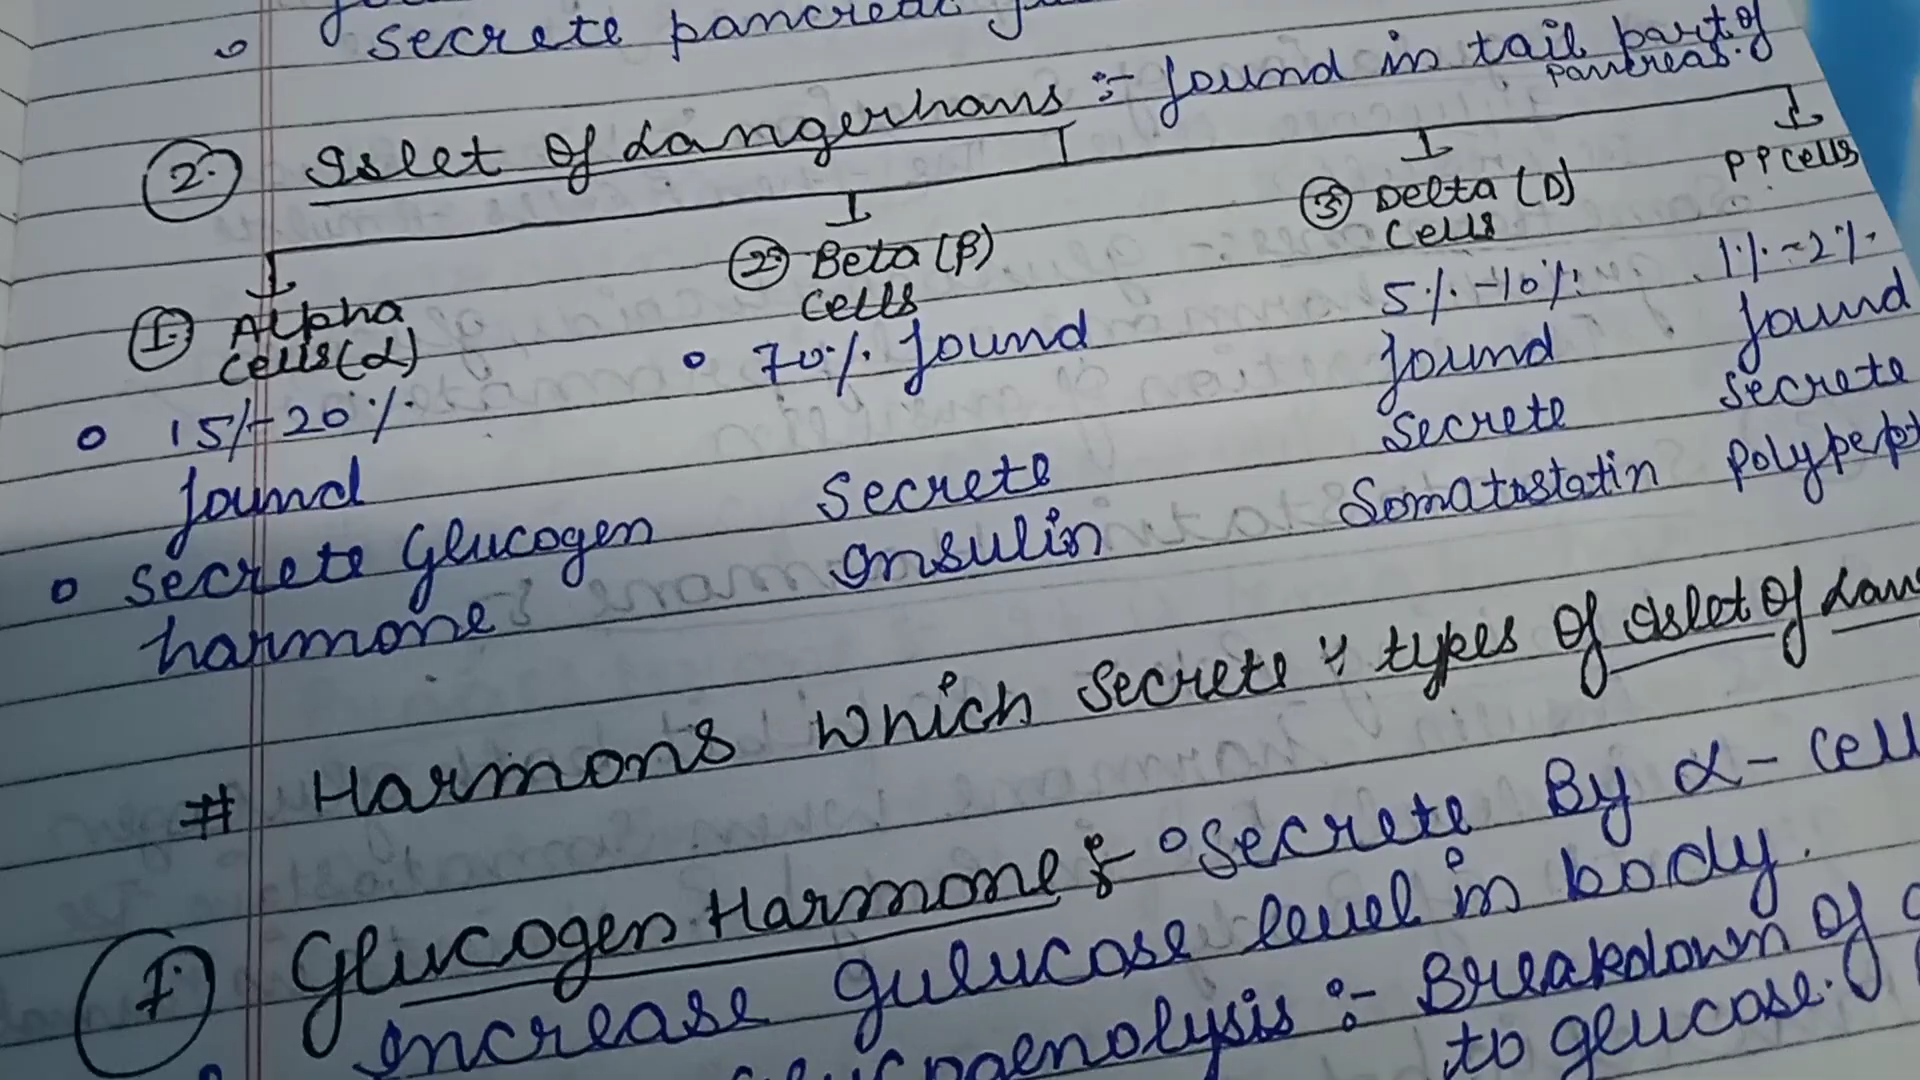 secrete pancreatic
2. Islet of Langerhans :- found in tail part of
pancreas.
1. Alpha
cells (α)
15%-20%
found
secrete Glucogen
harmone
2. Beta (β)
cells
70% found
secrete
insulin
3 Delta (D)
cells
5%-10%
found
secrete
Somatostatin
PP cells
1%-2%
found
secrete
Polypept
# Harmons which secrete 4 types of Islet of Lan
1. Glucogen Harmone :- secrete By α- cell
increase gulucose level in body.
:- Breakdown of
to glucose.